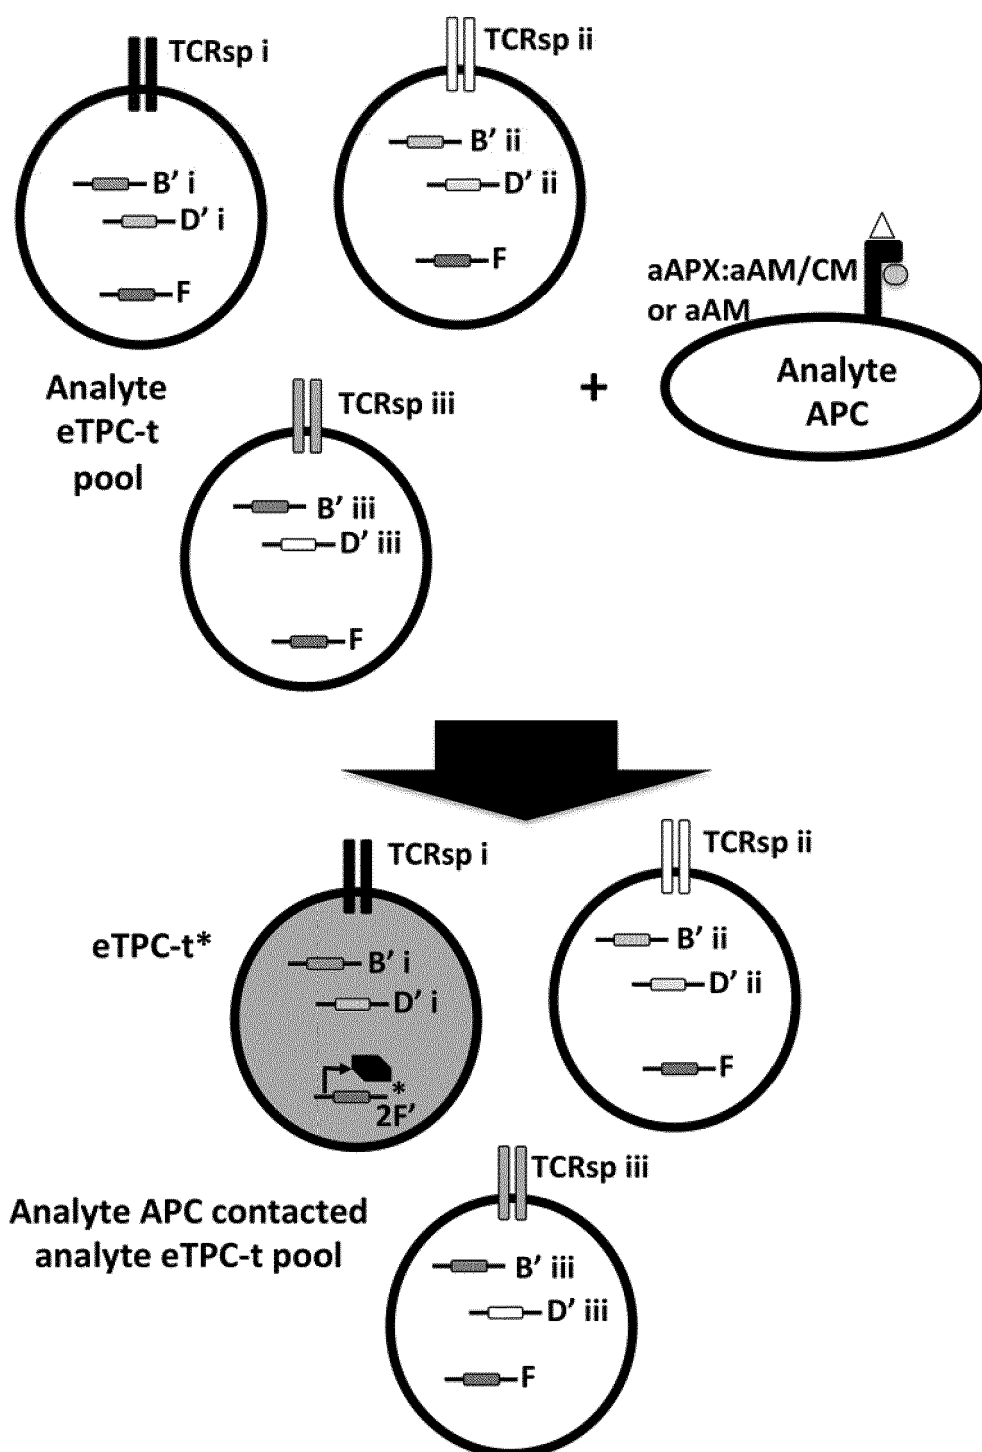 TCRsp i
B’ i
D’ i
F
TCRsp ii
B’ ii
D’ ii
F
Analyte
eTPC-t
pool
TCRsp iii
B’ iii
D’ iii
F
+
aAPX:aAM/CM
or aAM
Analyte
APC
eTPC-t*
TCRsp i
B’ i
D’ i
*
2F’
TCRsp ii
B’ ii
D’ ii
F
Analyte APC contacted
analyte eTPC-t pool
TCRsp iii
B’ iii
D’ iii
F